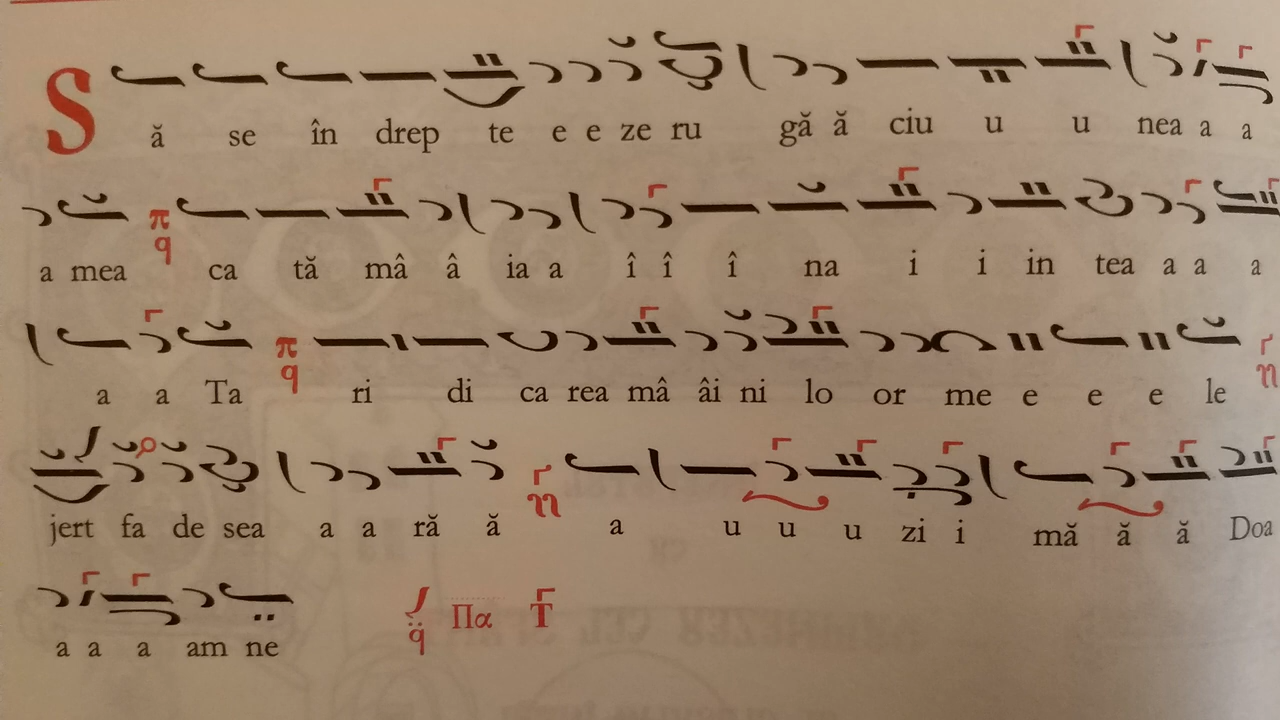 S ă se în drep te e e ze ru gă ă ciu u u nea a a
a mea π q ca tă mâ â ia a î î î na i i in tea a a a
a a Ta π q ri di ca rea mâ âi ni lo or me e e e le
jert fa de sea a a ră ă a u u u zi i mă ă ă Doa
a a a am ne q Πα T